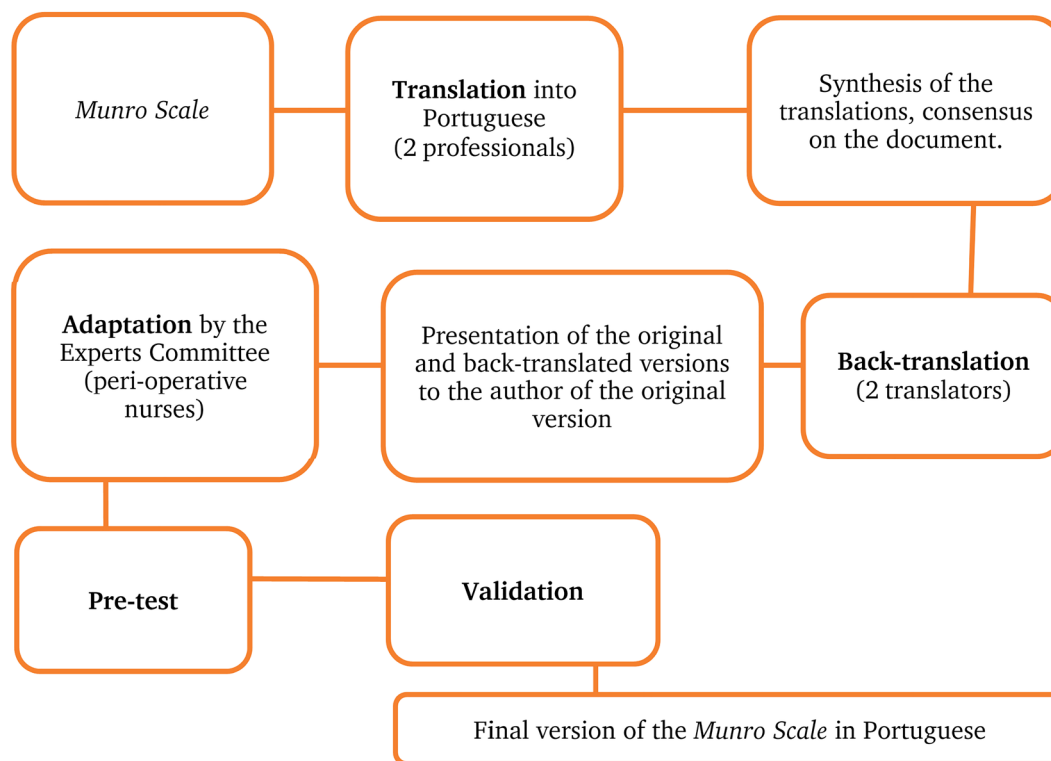 Munro Scale
Translation into
Portuguese
(2 professionals)
Synthesis of the
translations, consensus
on the document.
Back-translation
(2 translators)
Presentation of the original
and back-translated versions
to the author of the original
version
Adaptation by the
Experts Committee
(peri-operative
nurses)
Pre-test
Validation
Final version of the Munro Scale in Portuguese